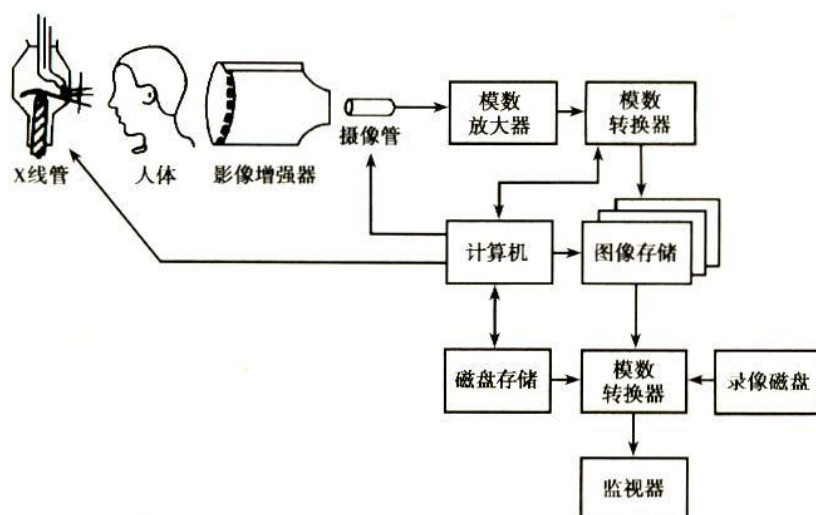 X线管
人体
影像增强器
摄像管
模数
放大器
模数
转换器
计算机
图像存储
磁盘存储
模数
转换器
录像磁盘
监视器